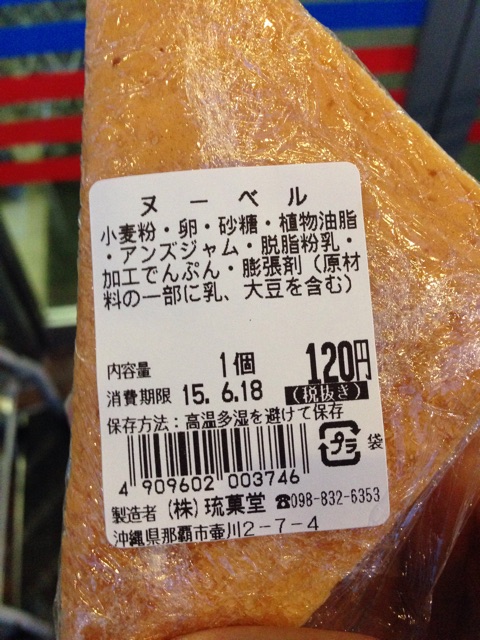 ヌーベル
小麦粉・卵・砂糖・植物油脂
・アンズジャム・脱脂粉乳・
加工でんぷん・膨張剤（原材
料の一部に乳、大豆を含む）
内容量 1個 120円
消費期限 15. 6.18 （税抜き）
保存方法：高温多湿を避けて保存
プラ 袋
4 909602 003746
製造者 （株）琉菓堂 ☎098-832-6353
沖縄県那覇市壷川2-7-4